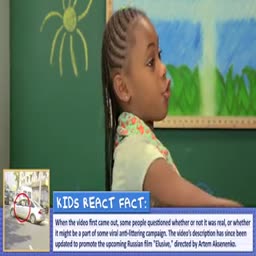 KIDS REACT FACT:
When the video first came out, some people questioned whether or not it was real, or whether
it might be a part of some viral anti-littering campaign. The video's description has since been
updated to promote the upcoming Russian film "Elusive," directed by Artem Aksenenko.